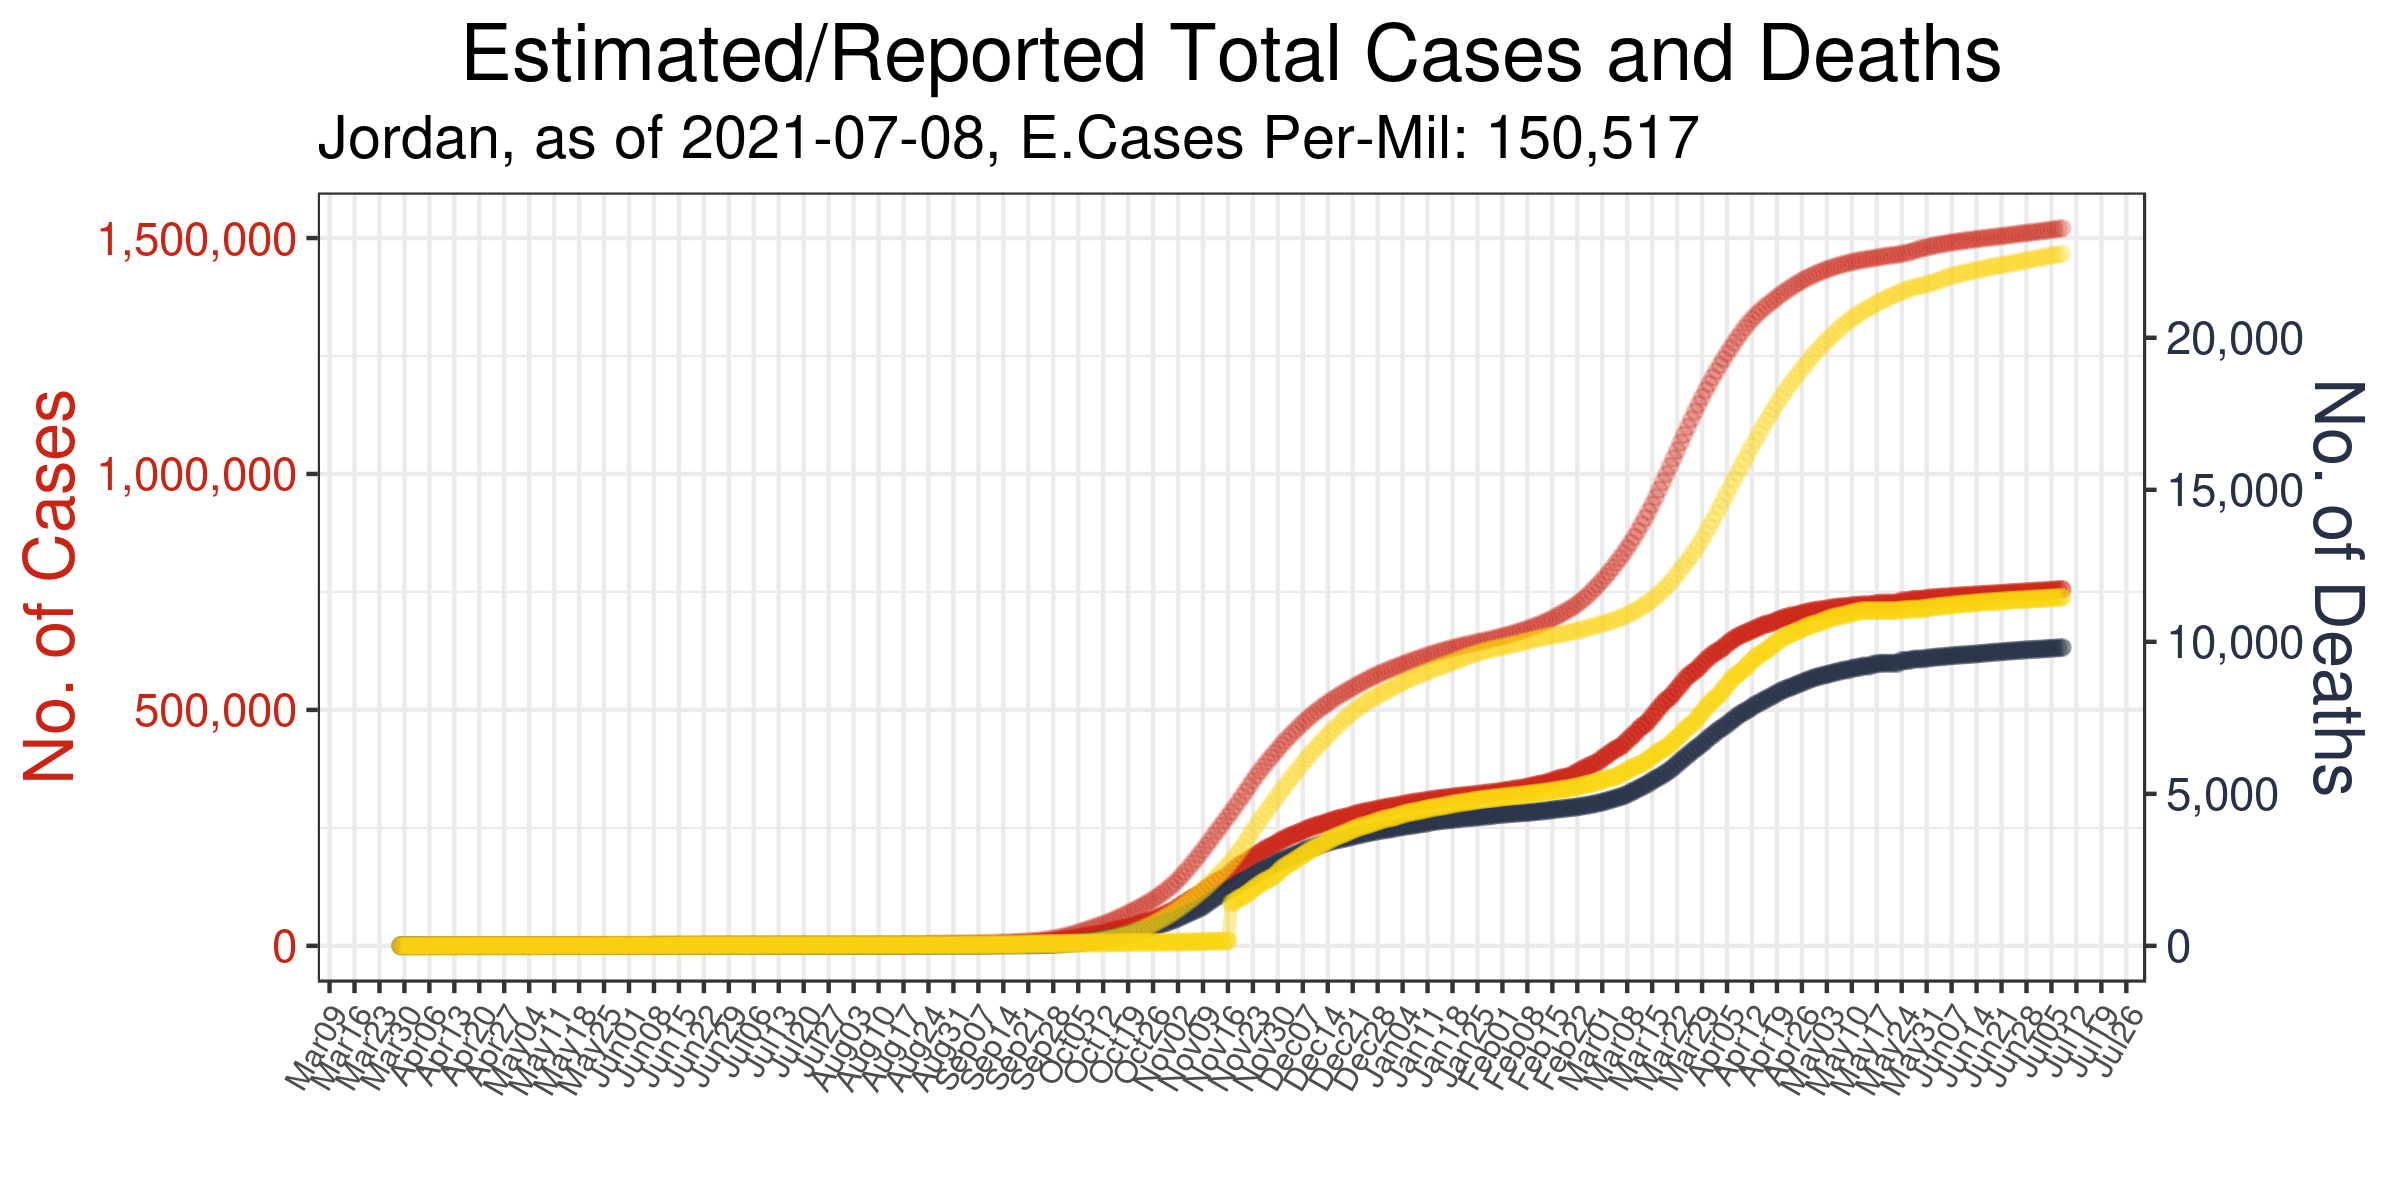 Estimated/Reported Total Cases and Deaths
Jordan, as of 2021-07-08, E.Cases Per-Mil: 150,517
No. of Cases
1,500,000
1,000,000
500,000
0
20,000
15,000
10,000
5,000
0
No. of Deaths
Mar09
Mar16
Mar23
Mar30
Apr06
Apr13
Apr20
Apr27
May04
May11
May18
May25
Jun01
Jun08
Jun15
Jun22
Jun29
Jul06
Jul13
Jul20
Jul27
Aug03
Aug10
Aug17
Aug24
Aug31
Sep07
Sep14
Sep21
Sep28
Oct05
Oct12
Oct19
Oct26
Nov02
Nov09
Nov16
Nov23
Nov30
Dec07
Dec14
Dec21
Dec28
Jan04
Jan11
Jan18
Jan25
Feb01
Feb08
Feb15
Feb22
Mar01
Mar08
Mar15
Mar22
Mar29
Apr05
Apr12
Apr19
Apr26
May03
May10
May17
May24
May31
Jun07
Jun14
Jun21
Jun28
Jul05
Jul12
Jul19
Jul26